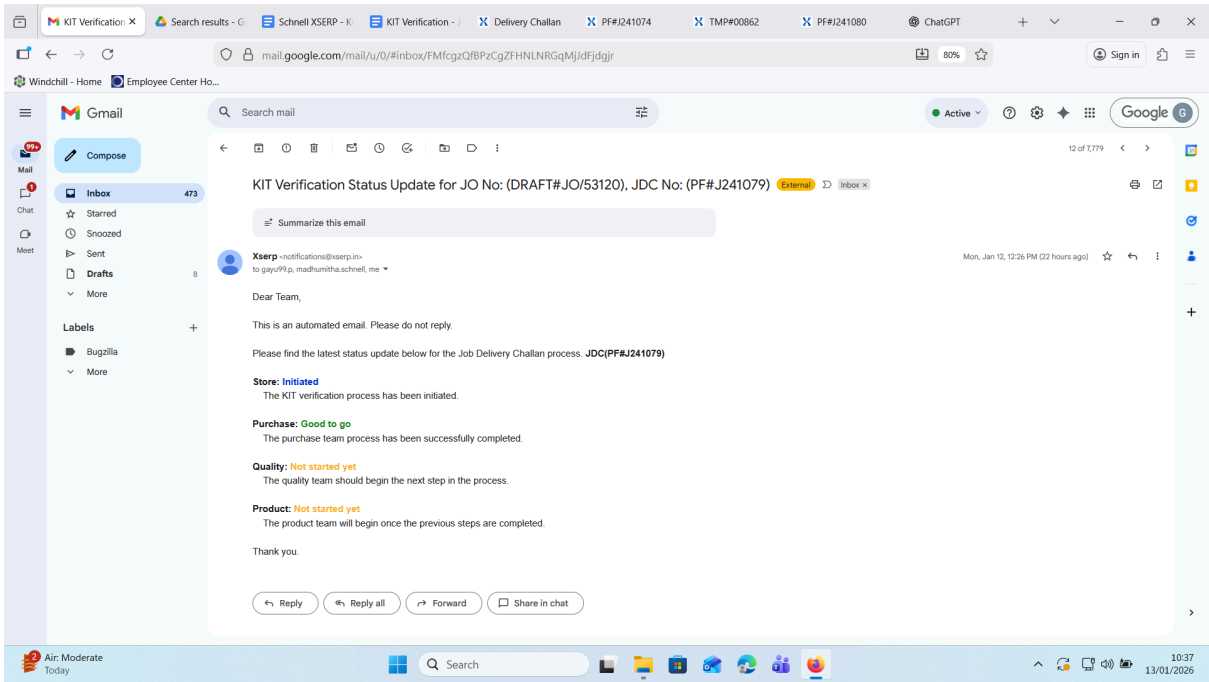 KIT Verification
Search results - G
Schnell XSERP - K
KIT Verification - J
Delivery Challan
PF#J241074
TMP#00862
PF#J241080
ChatGPT
mail.google.com/mail/u/0/#inbox/FMfcgzQfBPzCgZFHNLNRGqMjJdFjdgjr
80%
Sign in
Windchill - Home
Employee Center Ho...
Gmail
Search mail
Active
Google
G
99+
Mail
1
Chat
Meet
Compose
Inbox 473
Starred
Snoozed
Sent
Drafts 8
More
Labels
Bugzilla
More
12 of 7,779
KIT Verification Status Update for JO No: (DRAFT#JO/53120), JDC No: (PF#J241079) External Inbox x
Summarize this email
Xserp <notifications@xserp.in>
Mon, Jan 12, 12:26 PM (22 hours ago)
to gayu99.p, madhumitha.schnell, me
Dear Team,
This is an automated email. Please do not reply.
Please find the latest status update below for the Job Delivery Challan process. JDC(PF#J241079)
Store: Initiated
The KIT verification process has been initiated.
Purchase: Good to go
The purchase team process has been successfully completed.
Quality: Not started yet
The quality team should begin the next step in the process.
Product: Not started yet
The product team will begin once the previous steps are completed.
Thank you.
Reply
Reply all
Forward
Share in chat
2
Air: Moderate
Today
Search
10:37
13/01/2026